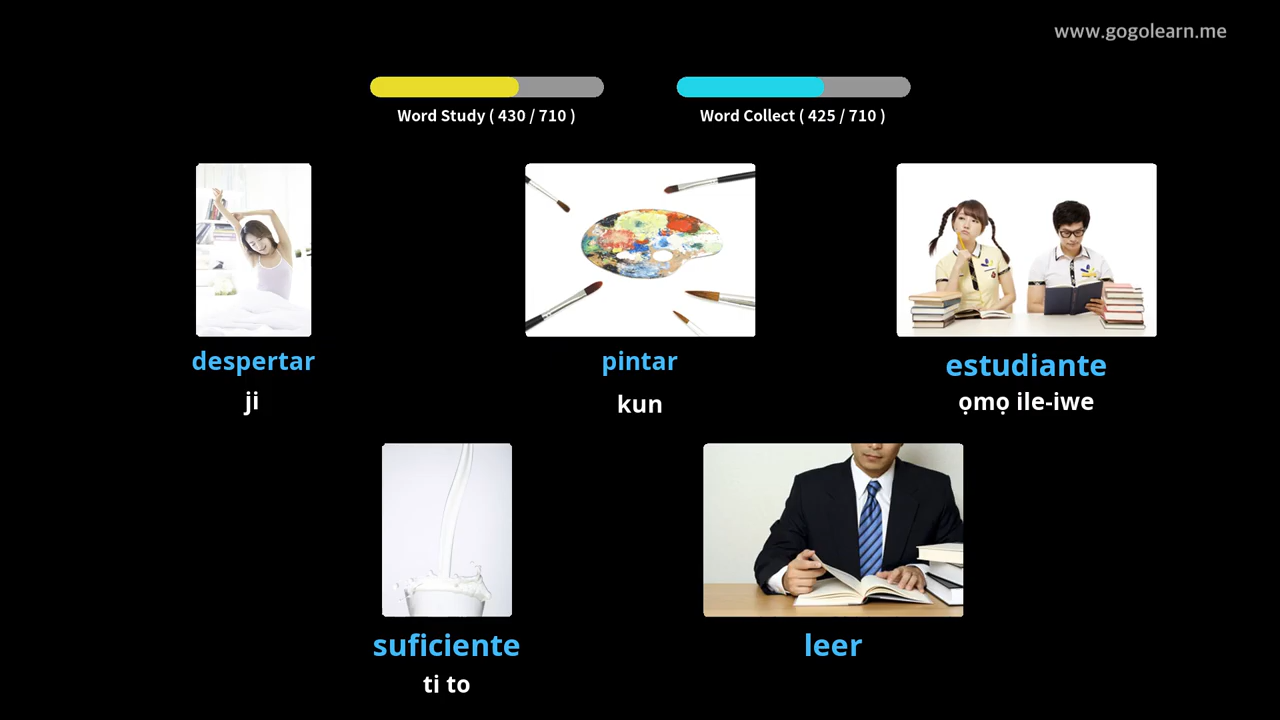 www.gogolearn.me
Word Study ( 430 / 710 )
Word Collect ( 425 / 710 )
despertar
ji
pintar
kun
estudiante
ọmọ ile-iwe
suficiente
ti to
leer